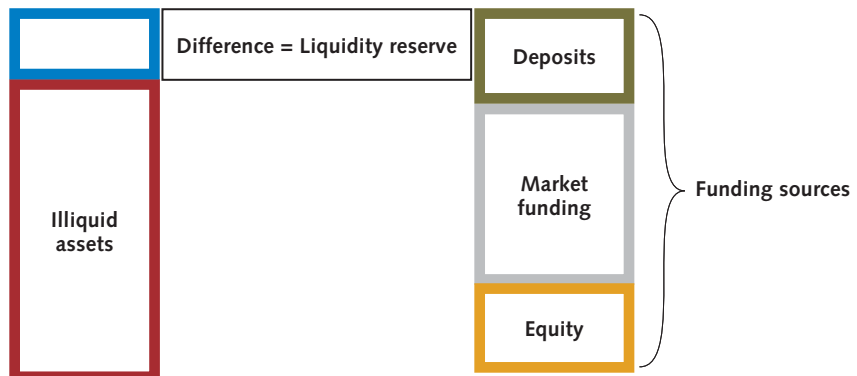 Difference = Liquidity reserve
Deposits
Market
funding
Funding sources
Illiquid
assets
Equity